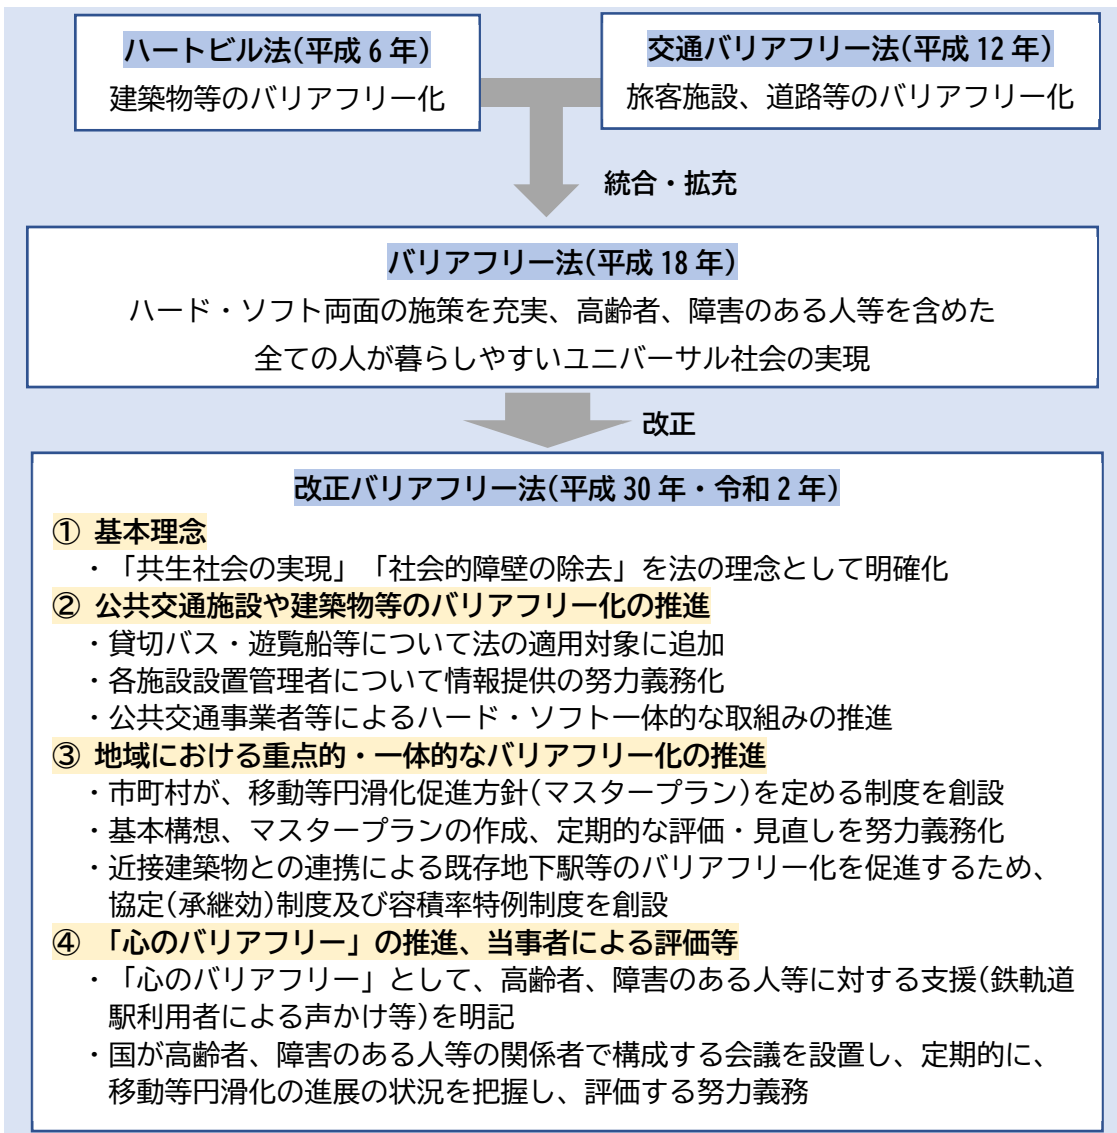 ハートビル法(平成 6 年)
建築物等のバリアフリー化
交通バリアフリー法(平成 12 年)
旅客施設、道路等のバリアフリー化
統合・拡充
バリアフリー法(平成 18 年)
ハード・ソフト両面の施策を充実、高齢者、障害のある人等を含めた
全ての人が暮らしやすいユニバーサル社会の実現
改正
改正バリアフリー法(平成 30 年・令和 2 年)
① 基本理念
・「共生社会の実現」「社会的障壁の除去」を法の理念として明確化
② 公共交通施設や建築物等のバリアフリー化の推進
・貸切バス・遊覧船等について法の適用対象に追加
・各施設設置管理者について情報提供の努力義務化
・公共交通事業者等によるハード・ソフト一体的な取組みの推進
③ 地域における重点的・一体的なバリアフリー化の推進
・市町村が、移動等円滑化促進方針(マスタープラン)を定める制度を創設
・基本構想、マスタープランの作成、定期的な評価・見直しを努力義務化
・近接建築物との連携による既存地下駅等のバリアフリー化を促進するため、
協定(承継効)制度及び容積率特例制度を創設
④ 「心のバリアフリー」の推進、当事者による評価等
・「心のバリアフリー」として、高齢者、障害のある人等に対する支援(鉄軌道
駅利用者による声かけ等)を明記
・国が高齢者、障害のある人等の関係者で構成する会議を設置し、定期的に、
移動等円滑化の進展の状況を把握し、評価する努力義務